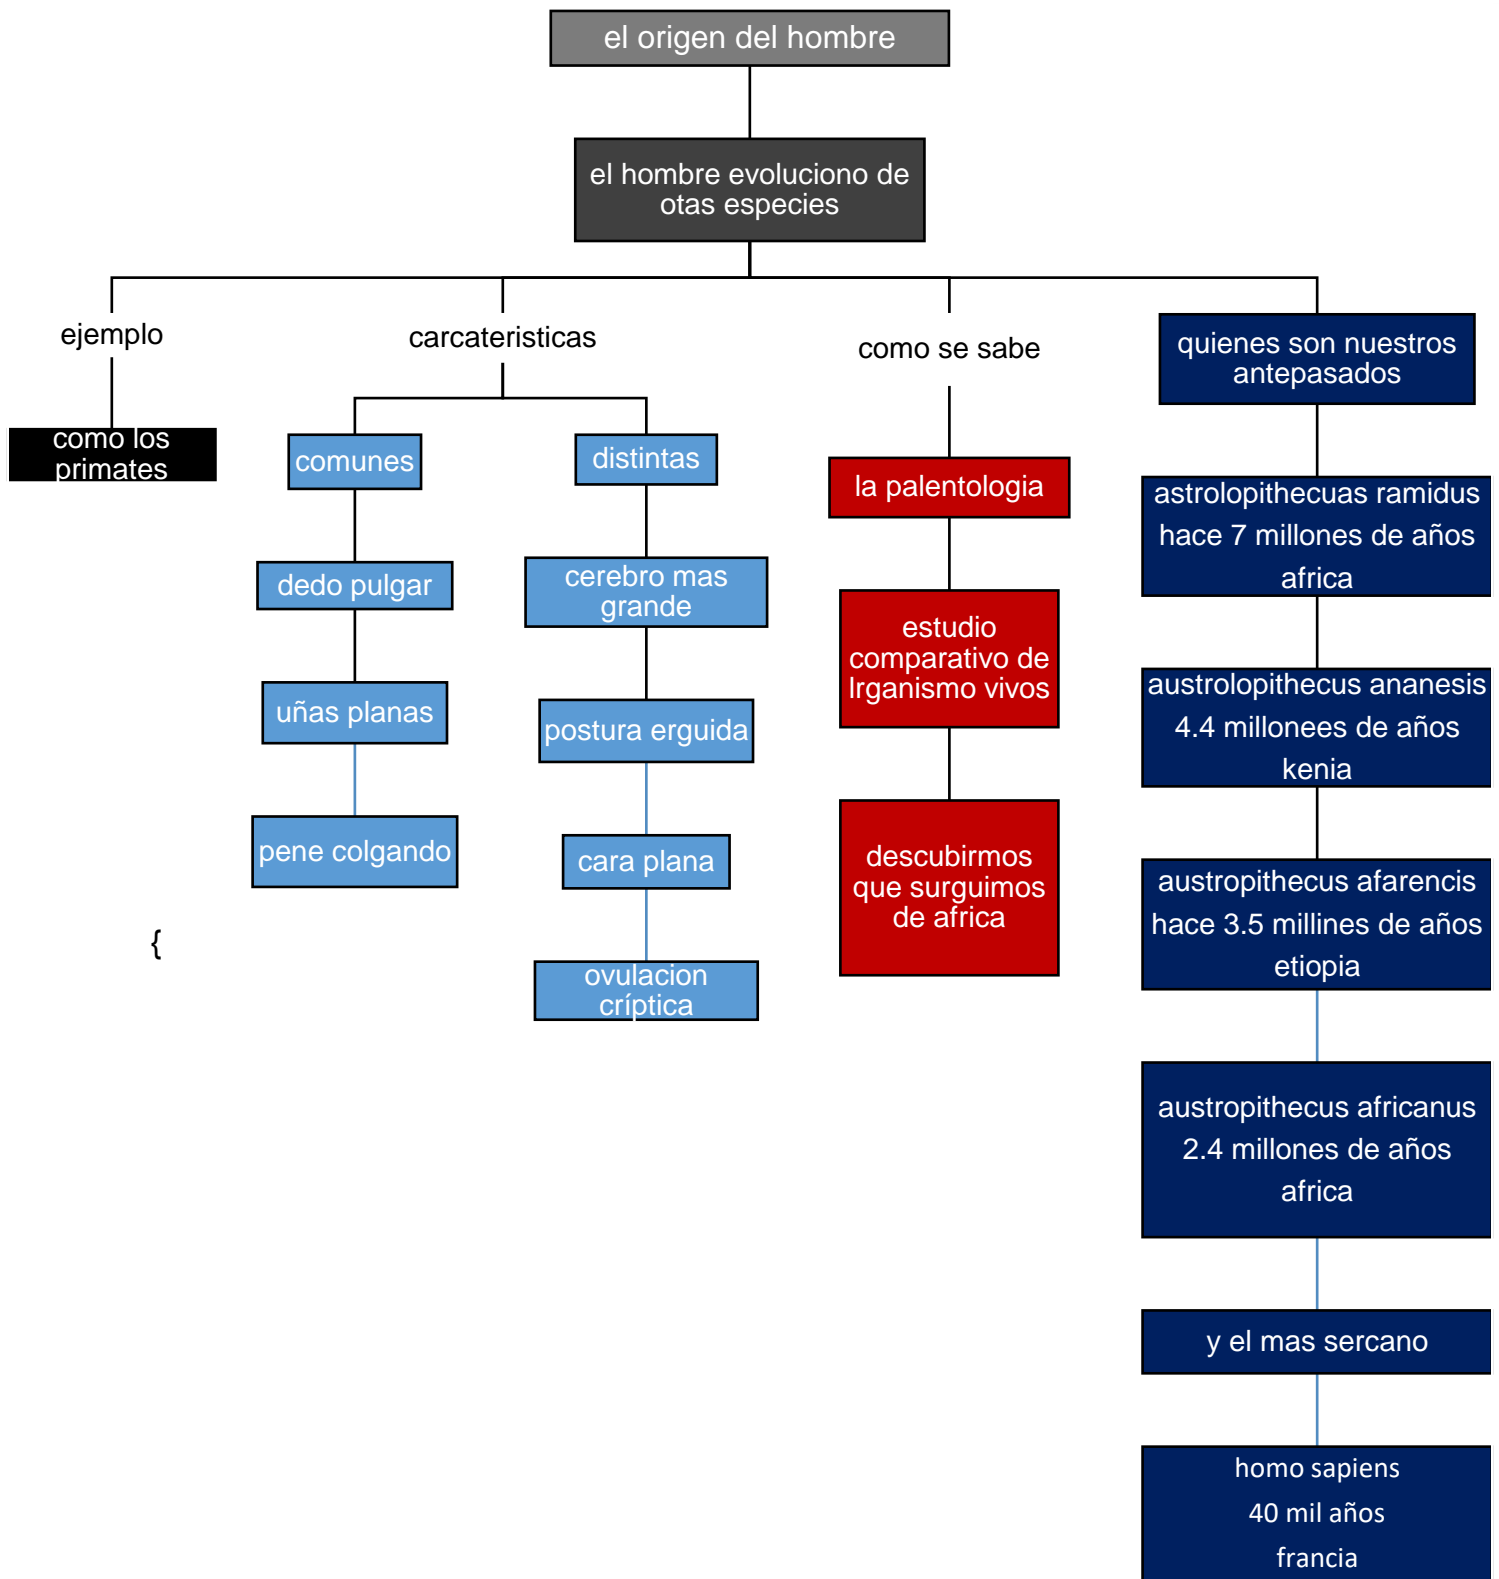 el origen del hombre
el hombre evoluciono de
otas especies
ejemplo
como los
primates
carcateristicas
comunes
dedo pulgar
uñas planas
pene colgando
distintas
cerebro mas
grande
postura erguida
cara plana
ovulacion
críptica
como se sabe
la palentologia
estudio
comparativo de
lrganismo vivos
descubirmos
que surguimos
de africa
quienes son nuestros
antepasados
astrolopithecuas ramidus
hace 7 millones de años
africa
austrolopithecus ananesis
4.4 millonees de años
kenia
austropithecus afarencis
hace 3.5 millines de años
etiopia
austropithecus africanus
2.4 millones de años
africa
y el mas sercano
homo sapiens
40 mil años
francia
{